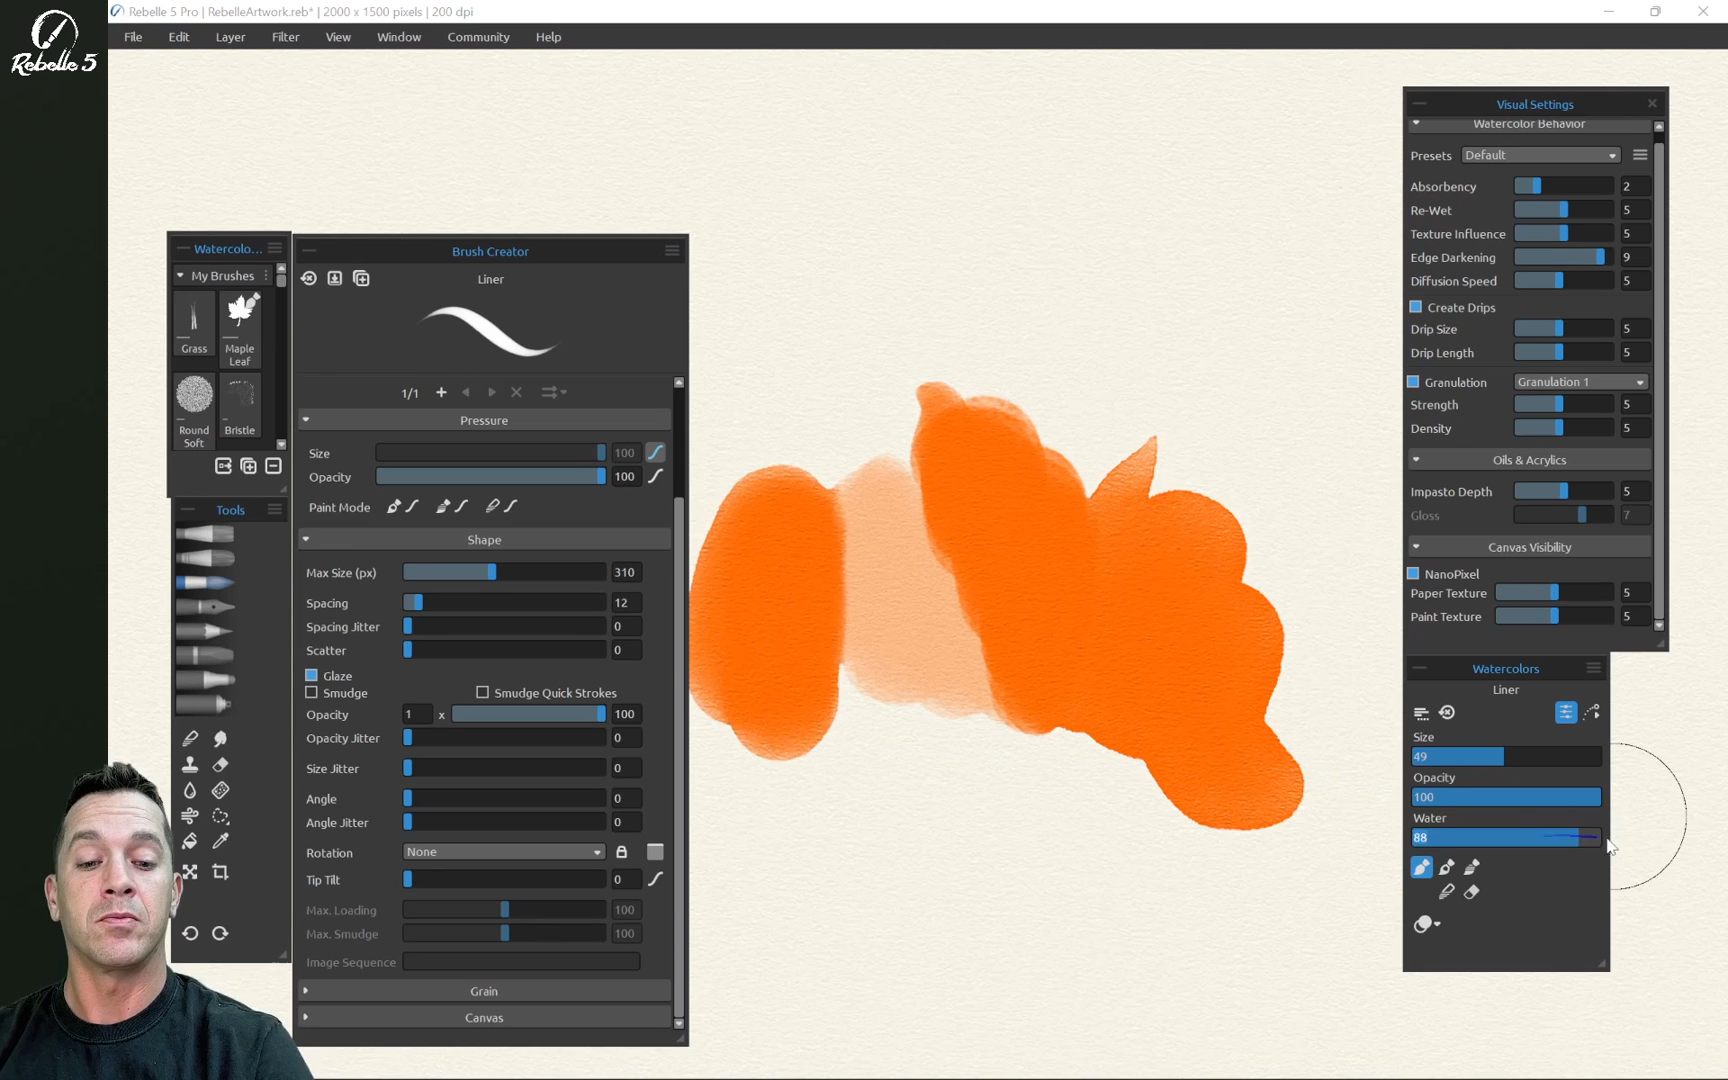 Rebelle 5
Rebelle 5 Pro | RebelleArtwork.reb* | 2000 x 1500 pixels | 200 dpi
File Edit Layer Filter View Window Community Help
Watercolo...
My Brushes
Grass Maple Leaf
Round Soft Bristle
Tools
Brush Creator
Liner
1/1
Pressure
Size 100
Opacity 100
Paint Mode
Shape
Max Size (px) 310
Spacing 12
Spacing Jitter 0
Scatter 0
Glaze
Smudge Smudge Quick Strokes
Opacity 1 x 100
Opacity Jitter 0
Size Jitter 0
Angle 0
Angle Jitter 0
Rotation None
Tip Tilt 0
Max. Loading 100
Max. Smudge 100
Image Sequence
Grain
Canvas
Visual Settings
Watercolor Behavior
Presets Default
Absorbency 2
Re-Wet 5
Texture Influence 5
Edge Darkening 9
Diffusion Speed 5
Create Drips
Drip Size 5
Drip Length 5
Granulation Granulation 1
Strength 5
Density 5
Oils & Acrylics
Impasto Depth 5
Gloss 7
Canvas Visibility
NanoPixel
Paper Texture 5
Paint Texture 5
Watercolors
Liner
Size
49
Opacity
100
Water
88